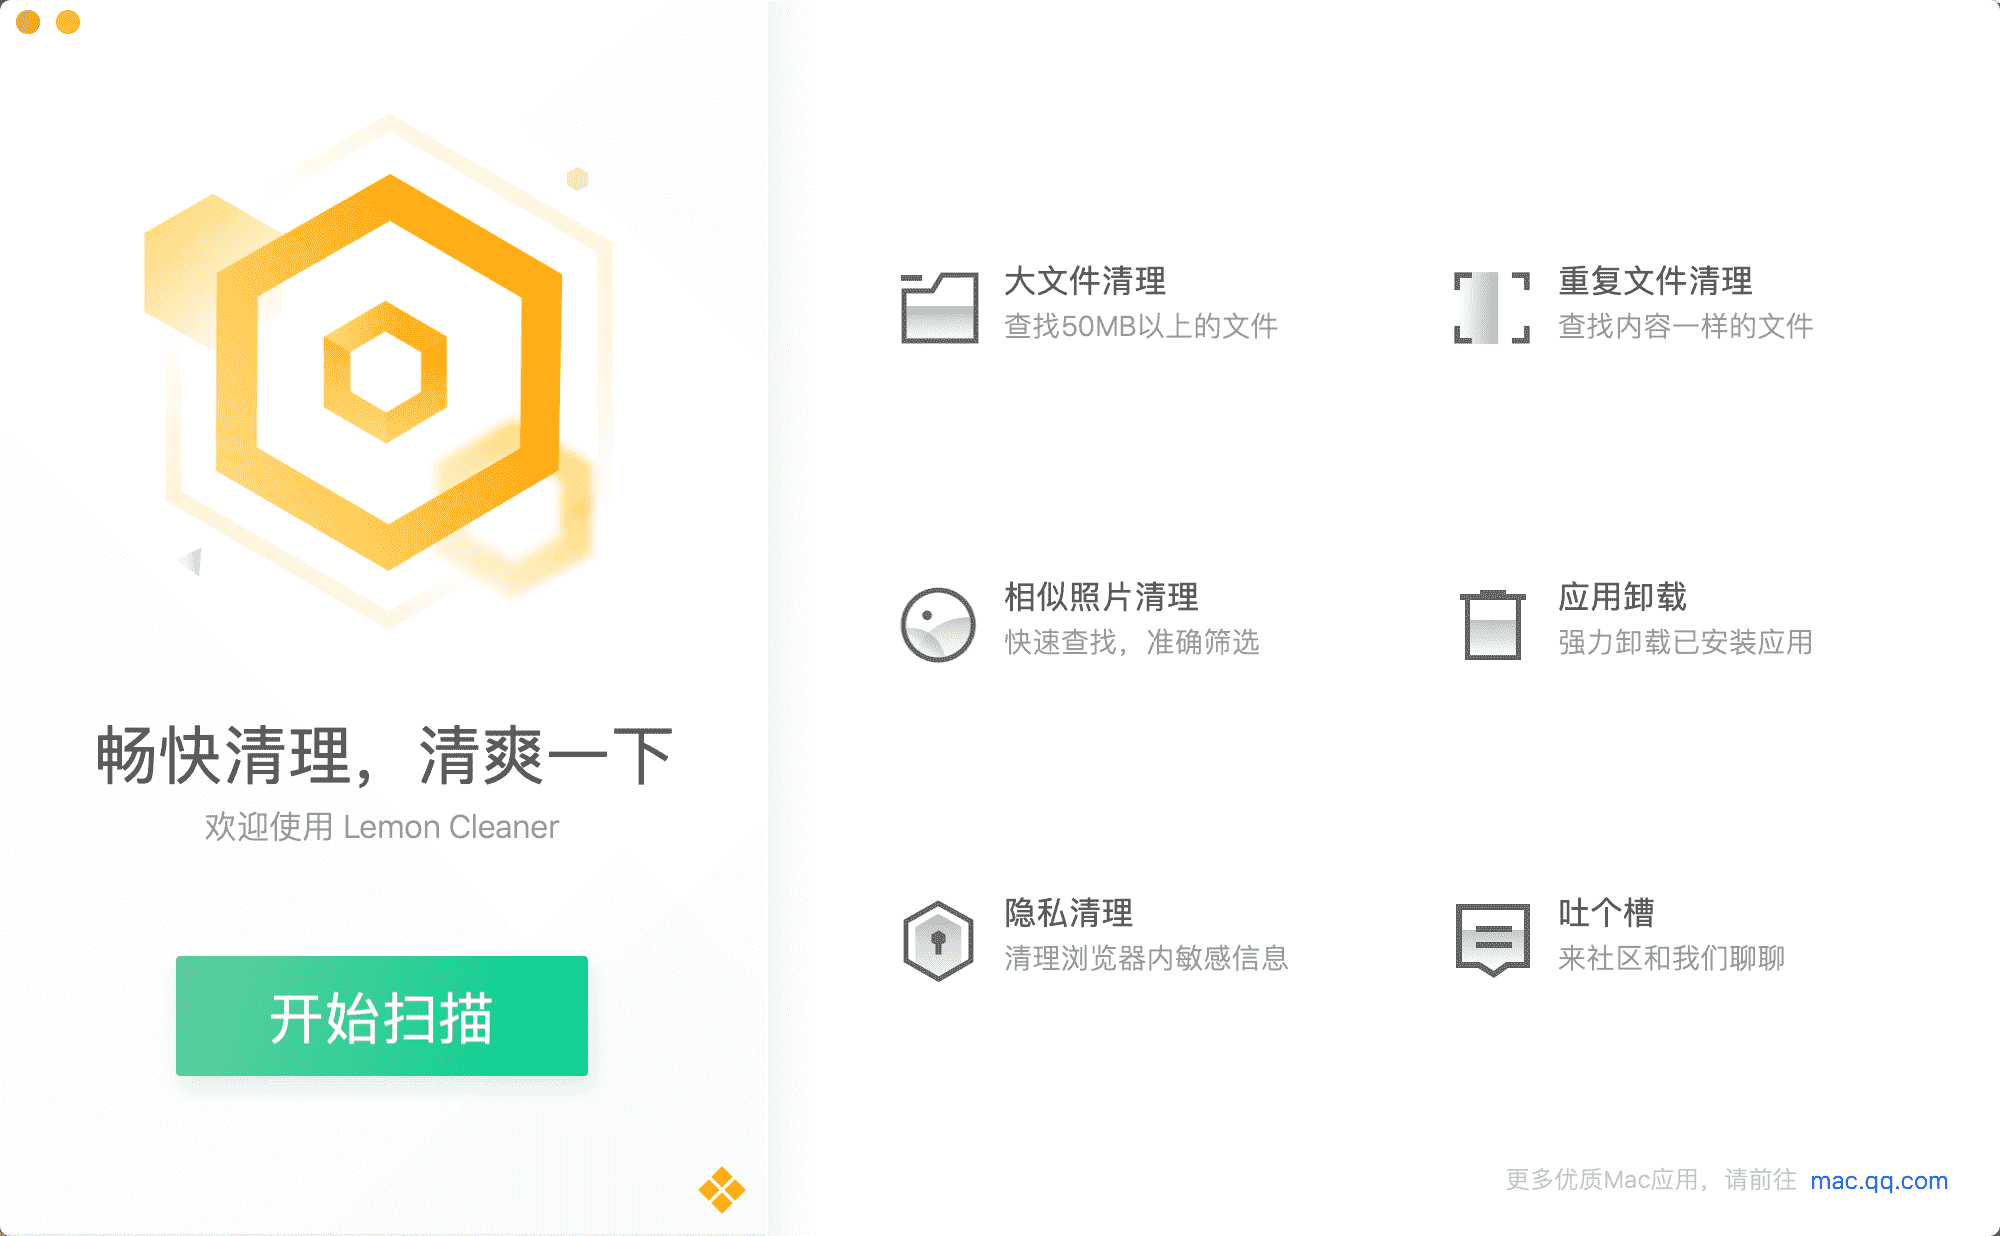 畅快清理，清爽一下
欢迎使用 Lemon Cleaner
开始扫描
大文件清理
查找50MB以上的文件
重复文件清理
查找内容一样的文件
相似照片清理
快速查找，准确筛选
应用卸载
强力卸载已安装应用
隐私清理
清理浏览器内敏感信息
吐个槽
来社区和我们聊聊
更多优质Mac应用，请前往 mac.qq.com